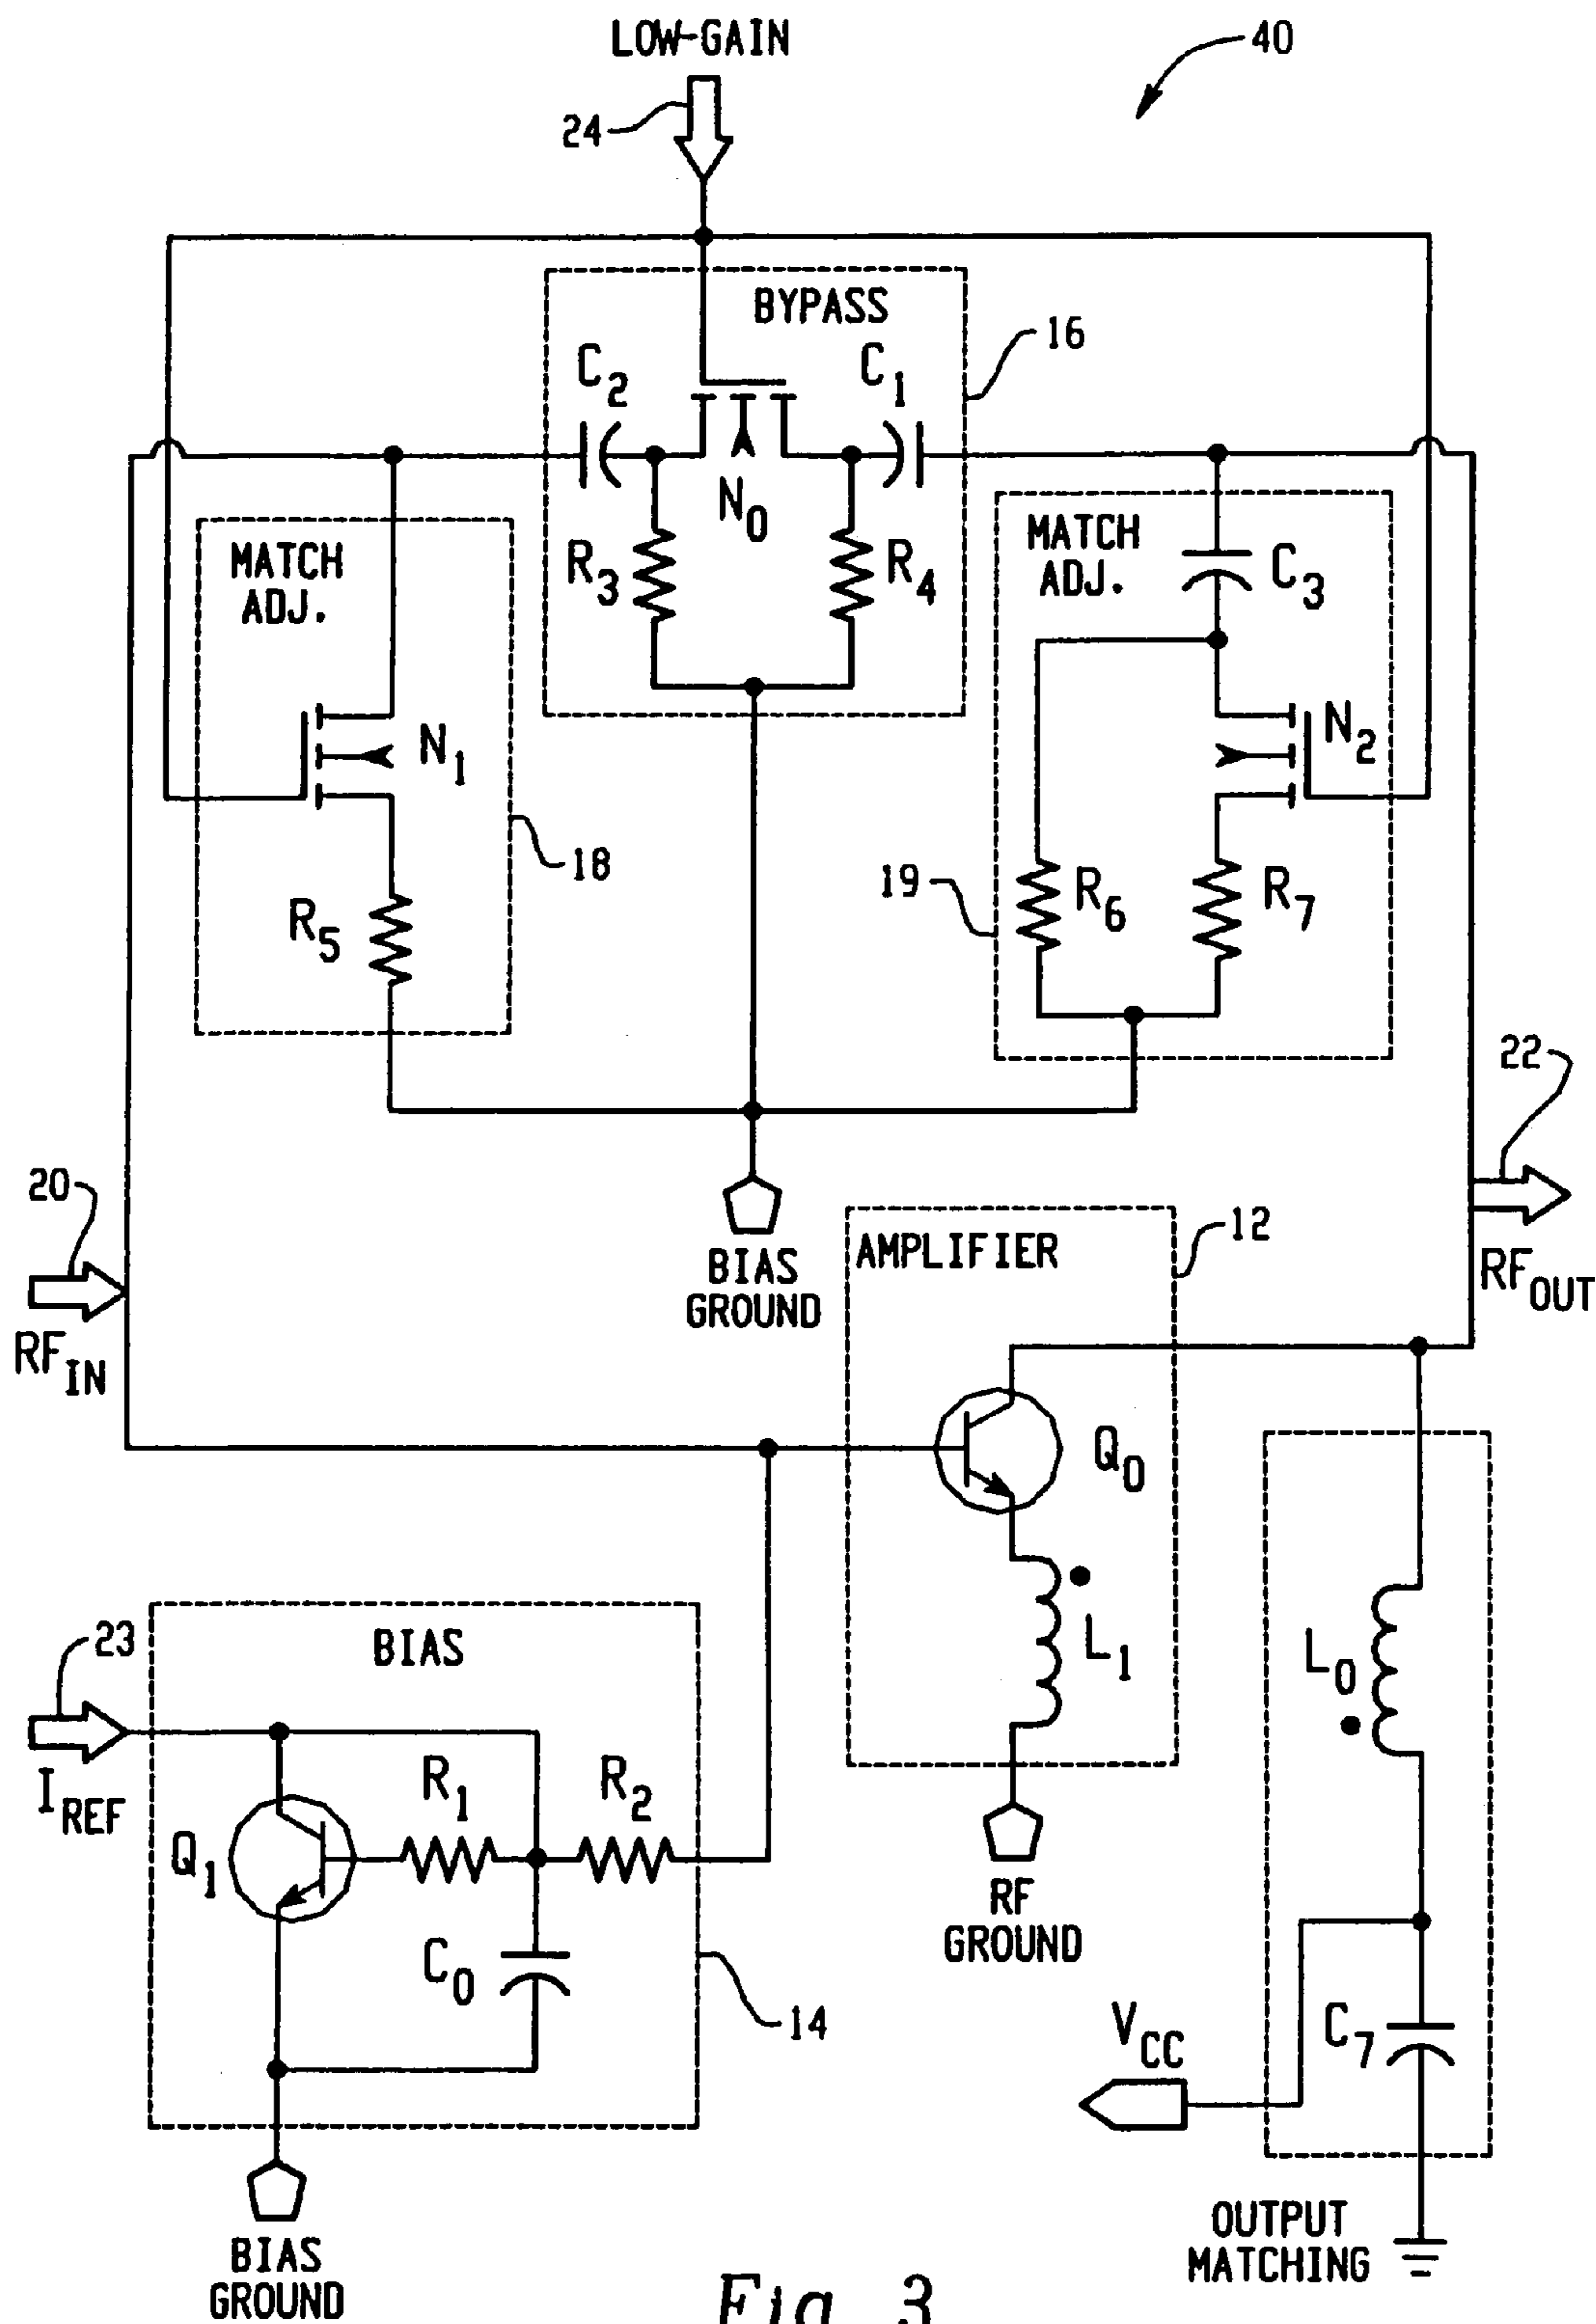 LOW-GAIN
40
24
BYPASS
16
C2
C1
N0
R3
R4
MATCH
ADJ.
MATCH
ADJ.
C3
N1
N2
18
19
R5
R6
R7
22
20
BIAS
GROUND
12
AMPLIFIER
RFIN
RFOUT
Q0
L1
L0
23
BIAS
IREF
R1
R2
Q1
C0
RF
GROUND
14
VCC
C7
BIAS
GROUND
OUTPUT
MATCHING
Fig. 3